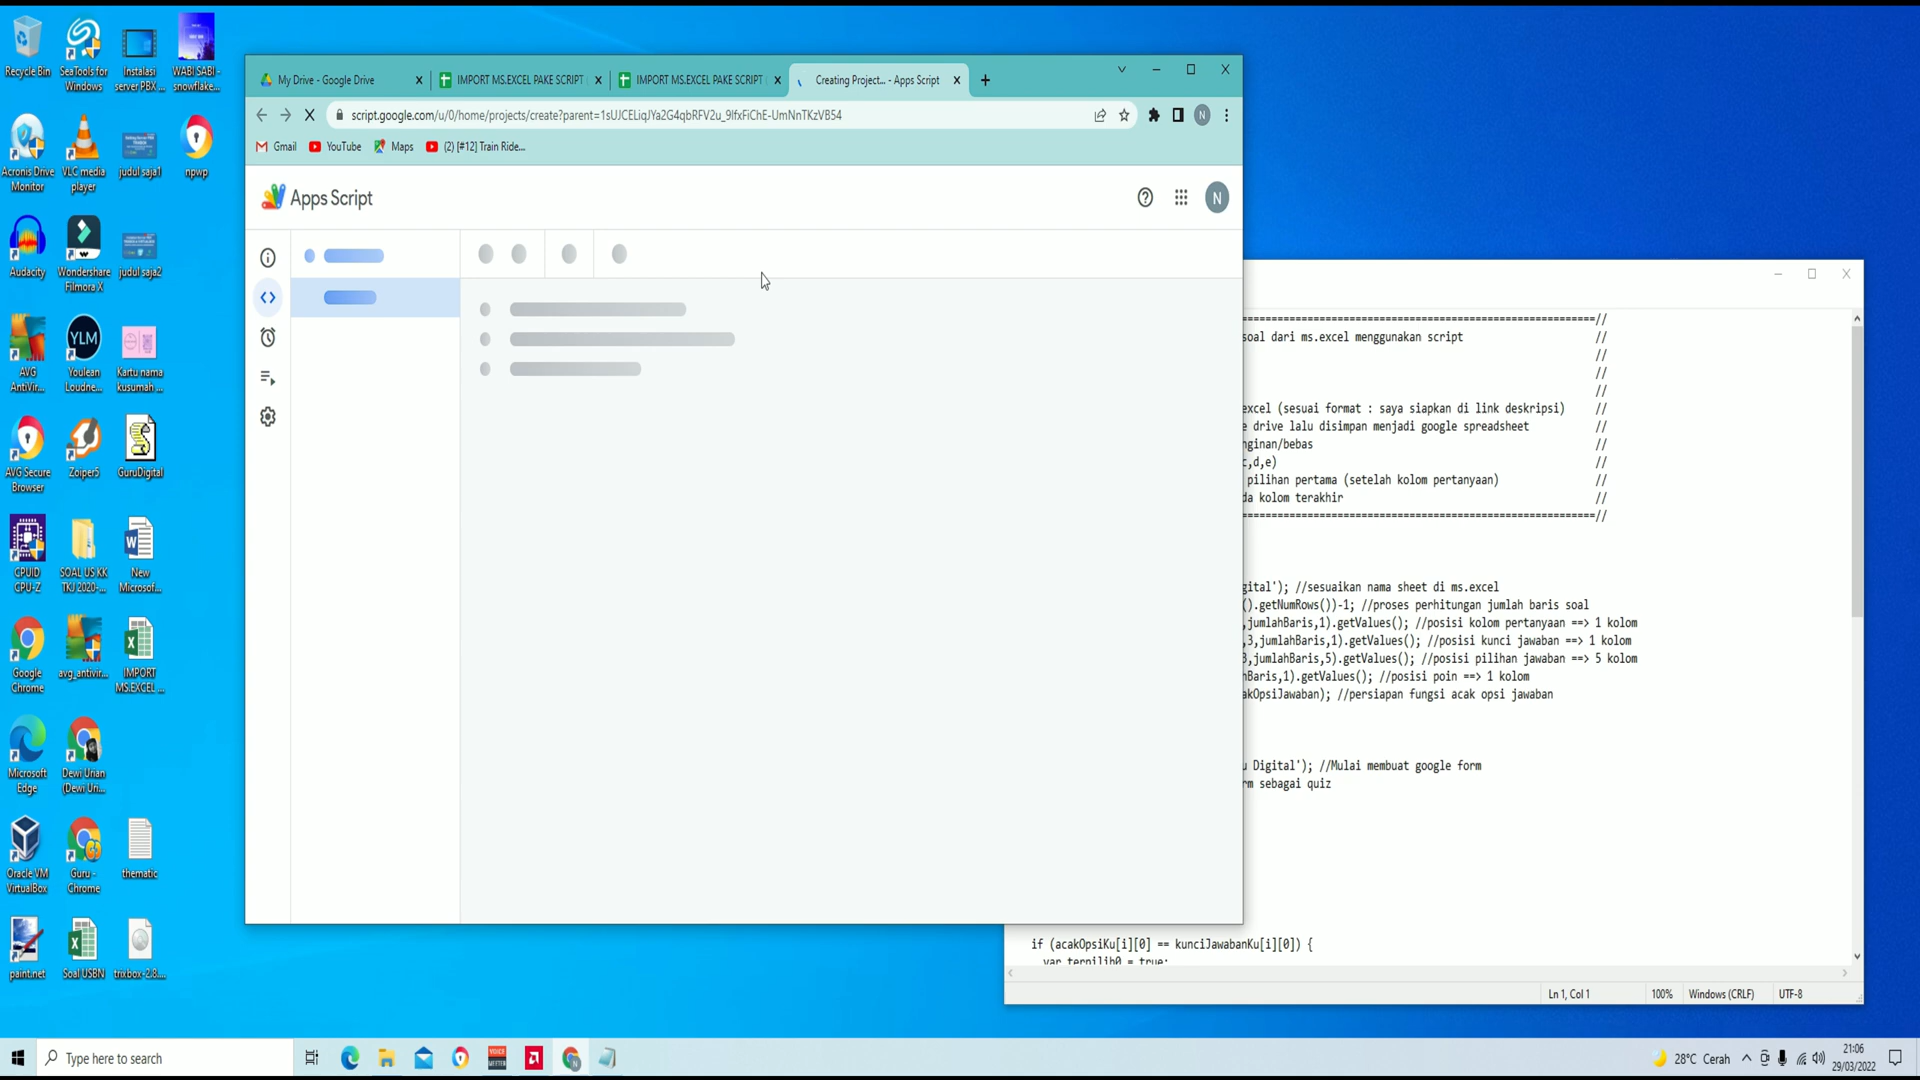 Recycle Bin
SeaTools for
Windows
Instalasi
server PBX ...
WABI SABI -
snowflake...
Acronis Drive
Monitor
VLC media
player
judul saja1
npwp
Audacity
Wondershare
Filmora X
judul saja2
AVG
AntiVir...
YLM
Youlean
Loudne...
Kartu nama
kusumah ...
AVG Secure
Browser
Zoiper5
GuruDigital
CPUID
CPU-Z
SOAL US KK
TKJ 2020-...
New
Microsof...
Google
Chrome
avg_antivir...
IMPORT
MS.EXCEL ...
Microsoft
Edge
Dewi Urian
(Dewi Uri...
Oracle VM
VirtualBox
Guru -
Chrome
thematic
paint.net
Soal USBN
trixbox-2.8....
My Drive - Google Drive
IMPORT MS.EXCEL PAKE SCRIPT
IMPORT MS.EXCEL PAKE SCRIPT
Creating Project... - Apps Script
script.google.com/u/0/home/projects/create?parent=1sUJCELiqJYa2G4qbRFV2u_9lfxFiChE-UmNnTKzVB54
N
Gmail
YouTube
Maps
(2) [#12] Train Ride...
Apps Script
N
=================================================//
soal dari ms.excel menggunakan script //
//
//
//
excel (sesuai format : saya siapkan di link deskripsi) //
e drive lalu disimpan menjadi google spreadsheet //
nginan/bebas //
c,d,e) //
pilihan pertama (setelah kolom pertanyaan) //
da kolom terakhir //
=================================================//
gital'); //sesuaikan nama sheet di ms.excel
().getNumRows())-1; //proses perhitungan jumlah baris soal
,jumlahBaris,1).getValues(); //posisi kolom pertanyaan ==> 1 kolom
,3,jumlahBaris,1).getValues(); //posisi kunci jawaban ==> 1 kolom
3,jumlahBaris,5).getValues(); //posisi pilihan jawaban ==> 5 kolom
hBaris,1).getValues(); //posisi poin ==> 1 kolom
akOpsiJawaban); //persiapan fungsi acak opsi jawaban
u Digital'); //Mulai membuat google form
rm sebagai quiz
if (acakOpsiKu[i][0] == kunciJawabanKu[i][0]) {
var terpilih0 = true;
Ln 1, Col 1
100%
Windows (CRLF)
UTF-8
Type here to search
28°C Cerah
21:06
29/03/2022